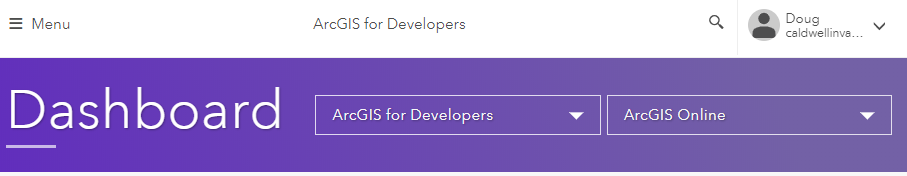 Menu
ArcGIS for Developers
Doug
caldwellinva...
Dashboard
ArcGIS for Developers
ArcGIS Online